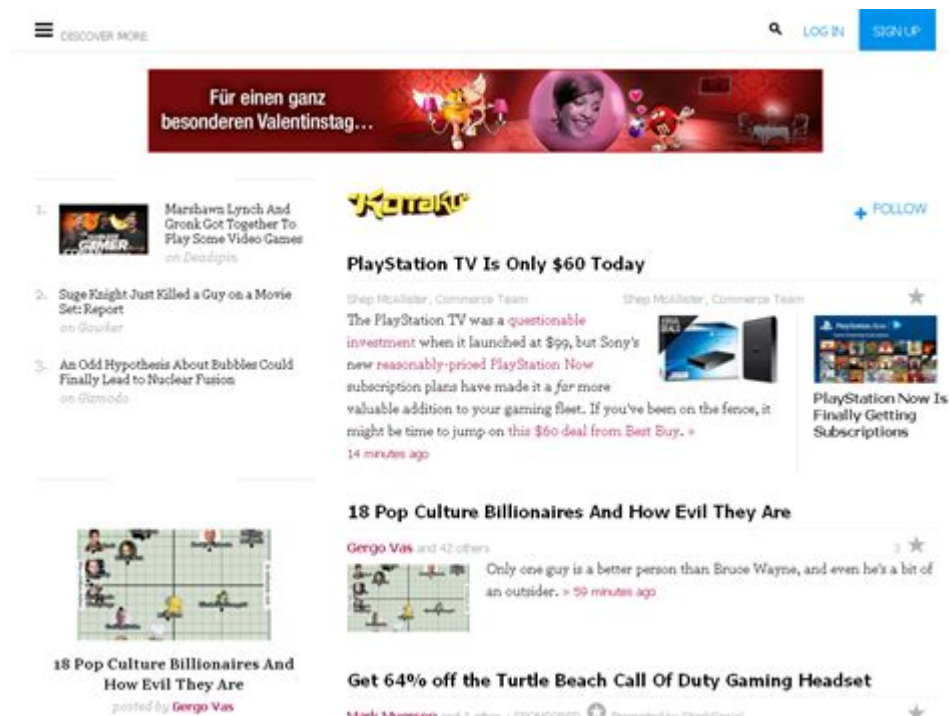 DISCOVER MORE
LOG IN
SIGN UP
Für einen ganz
besonderen Valentinstag...
1.
Marshawn Lynch And
Gronk Got Together To
Play Some Video Games
on Deadspin
2. Suge Knight Just Killed a Guy on a Movie
Set: Report
on Gawker
3. An Odd Hypothesis About Bubbles Could
Finally Lead to Nuclear Fusion
on Gizmodo
18 Pop Culture Billionaires And
How Evil They Are
posted by Gergo Vas
KOTAKU
+ FOLLOW
PlayStation TV Is Only $60 Today
Shep McAllister, Commerce Team
Shep McAllister, Commerce Team
The PlayStation TV was a questionable
investment when it launched at $99, but Sony's
new reasonably-priced PlayStation Now
subscription plans have made it a far more
valuable addition to your gaming fleet. If you've been on the fence, it
might be time to jump on this $60 deal from Best Buy. »
14 minutes ago
PlayStation Now Is
Finally Getting
Subscriptions
18 Pop Culture Billionaires And How Evil They Are
Gergo Vas and 42 others
3
Only one guy is a better person than Bruce Wayne, and even he's a bit of
an outsider. » 59 minutes ago
Get 64% off the Turtle Beach Call Of Duty Gaming Headset